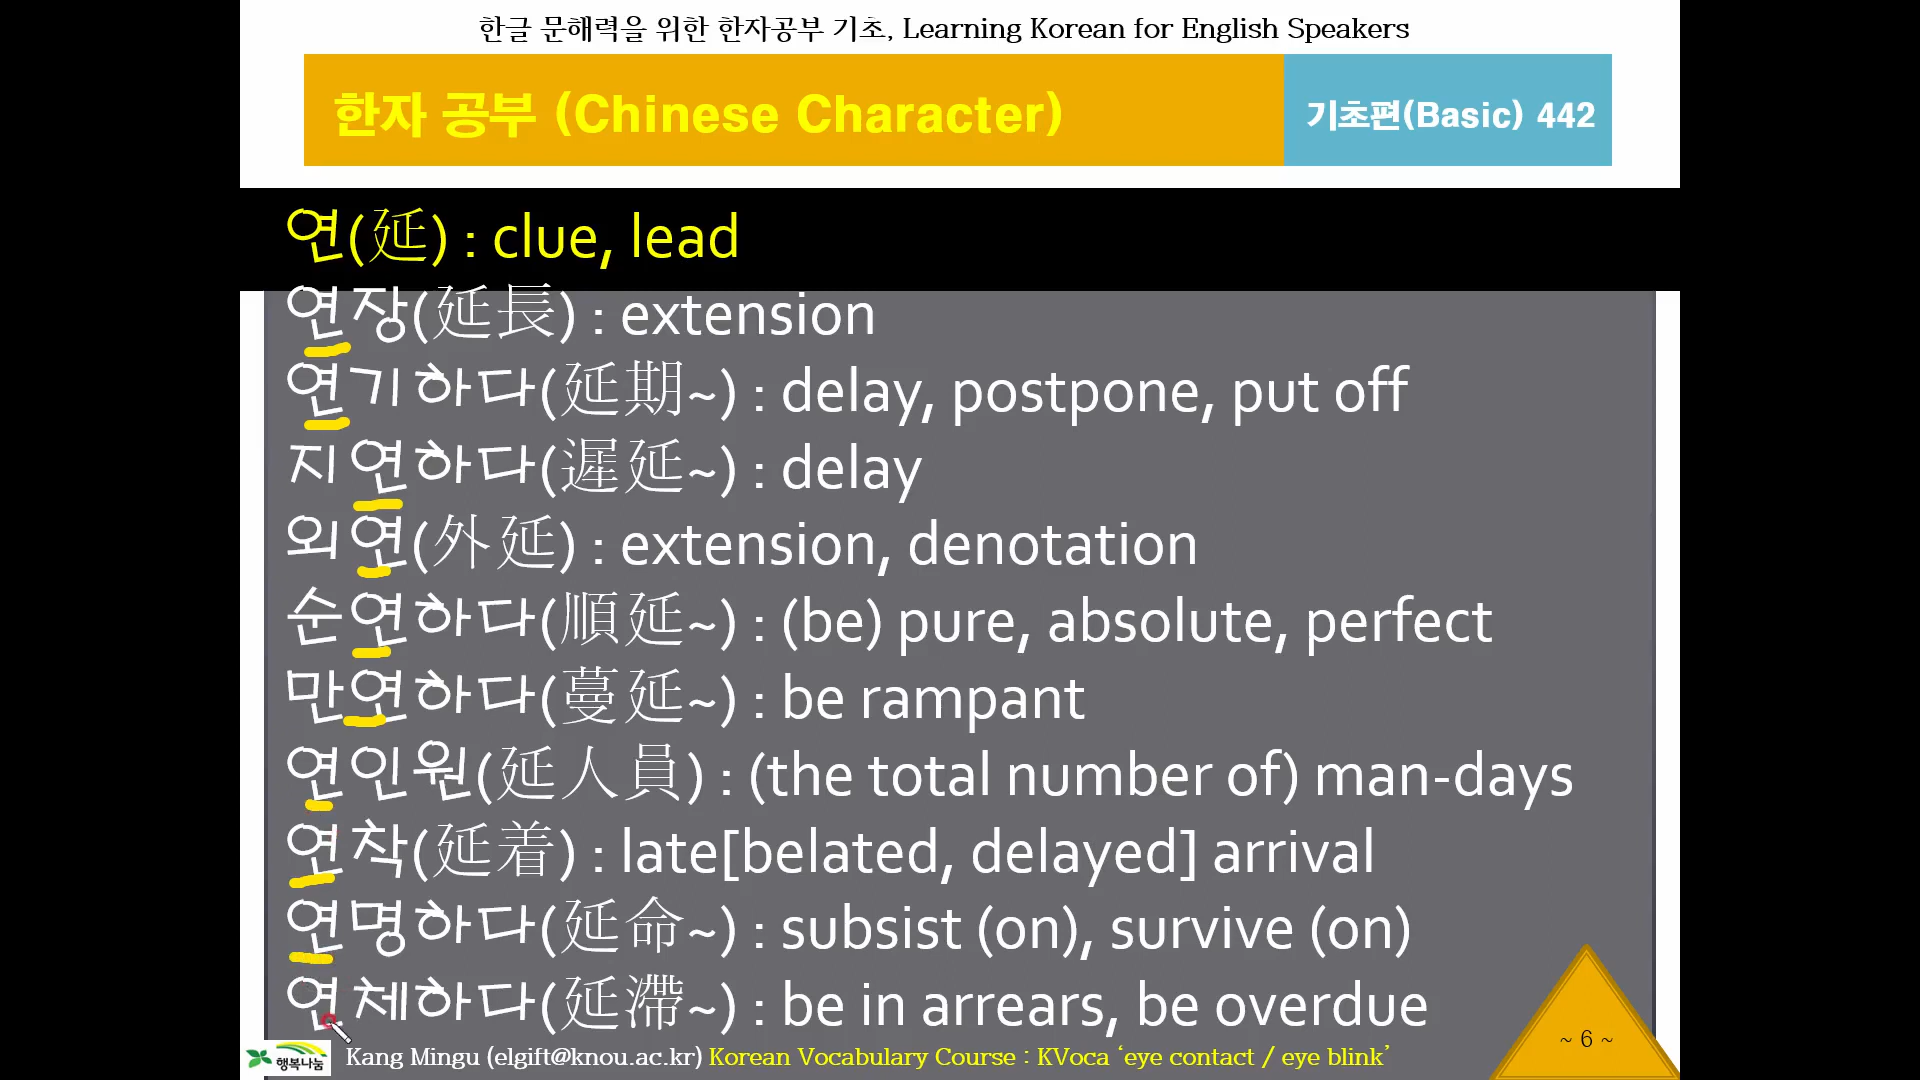 한글 문해력을 위한 한자공부 기초, Learning Korean for English Speakers
한자 공부 (Chinese Character)
기초편(Basic) 442
연(延) : clue, lead
연장(延長) : extension
연기하다(延期~) : delay, postpone, put off
지연하다(遲延~) : delay
외연(外延) : extension, denotation
순연하다(順延~) : (be) pure, absolute, perfect
만연하다(蔓延~) : be rampant
연인원(延人員) : (the total number of) man-days
연착(延着) : late[belated, delayed] arrival
연명하다(延命~) : subsist (on), survive (on)
연체하다(延滯~) : be in arrears, be overdue
~ 6 ~
행복나눔
Kang Mingu (elgift@knou.ac.kr) Korean Vocabulary Course : KVoca ‘eye contact / eye blink’